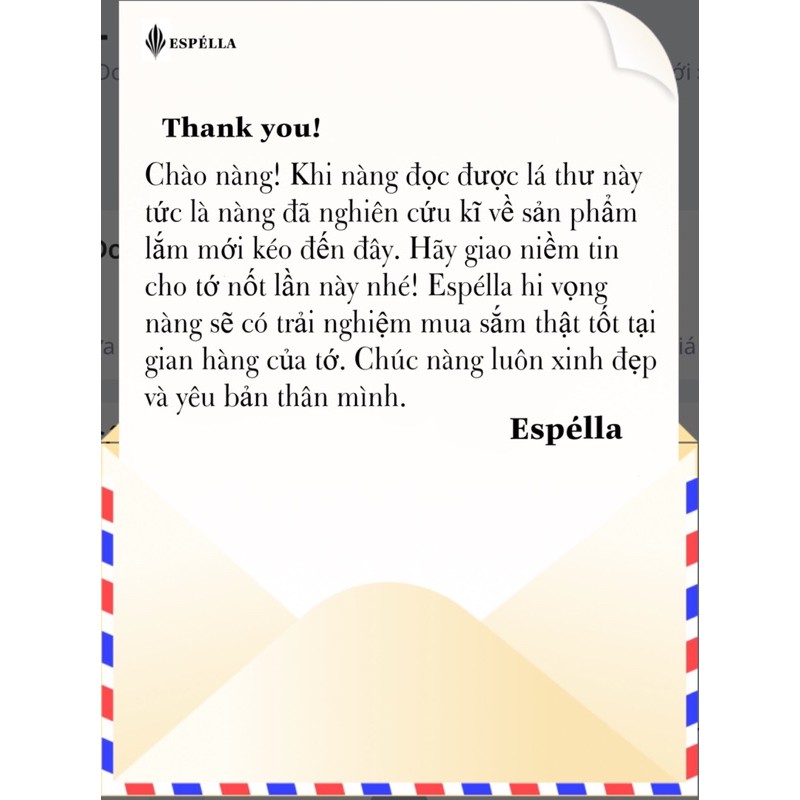 ESPÉLLA
Thank you!
Chào nàng! Khi nàng đọc được lá thư này
tức là nàng đã nghiên cứu kĩ về sản phẩm
lắm mới kéo đến đây. Hãy giao niềm tin
cho tớ nốt lần này nhé! Espélla hi vọng
nàng sẽ có trải nghiệm mua sắm thật tốt tại
gian hàng của tớ. Chúc nàng luôn xinh đẹp
và yêu bản thân mình.
Espélla